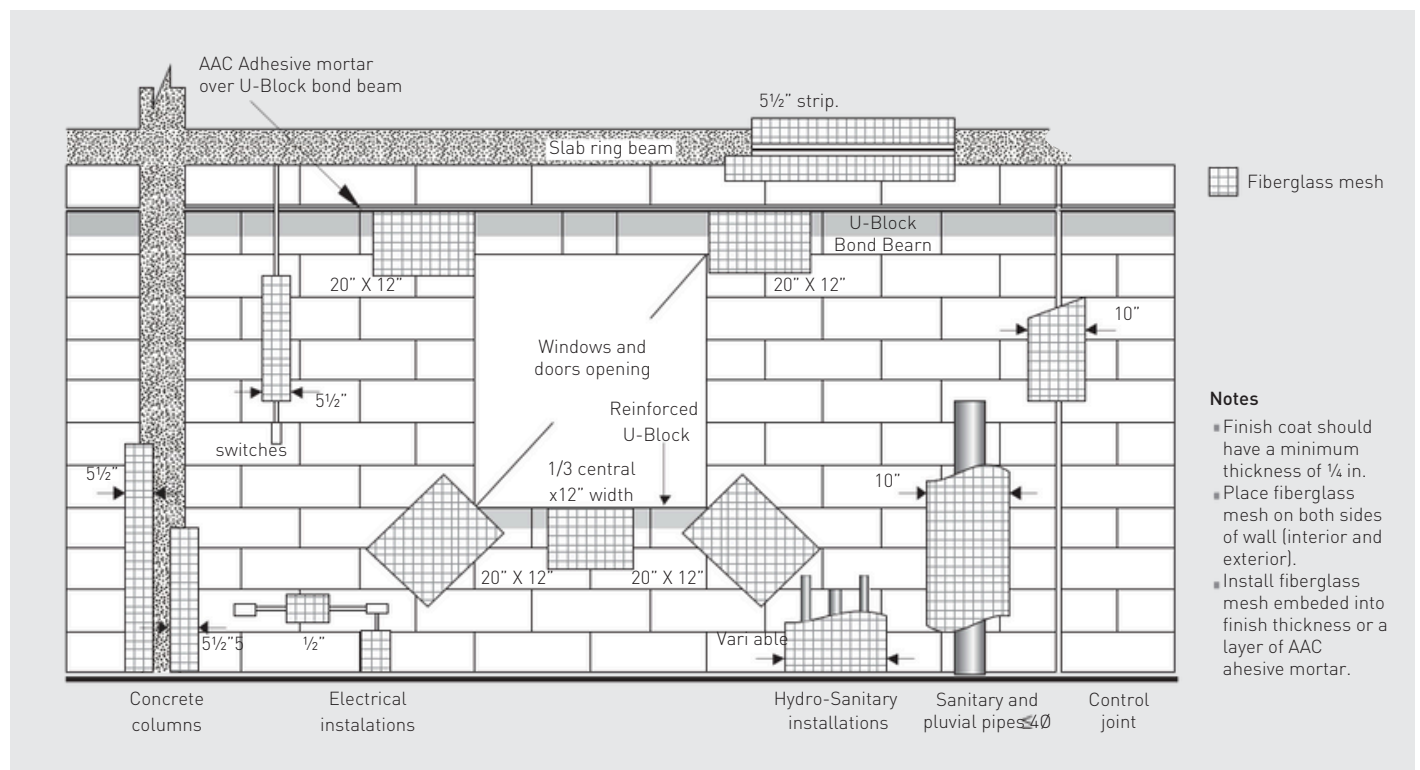 AAC Adhesive mortar
over U-Block bond beam
5½" strip.
Slab ring beam
Fiberglass mesh
U-Block
Bond Bearn
20" X 12"
20" X 12"
10"
Windows and
doors opening
5½"
Reinforced
U-Block
switches
1/3 central
x12" width
5½"
10"
20" X 12"
20" X 12"
5½"5
½"
Vari able
Concrete
columns
Electrical
instalations
Hydro-Sanitary
installations
Sanitary and
pluvial pipes≤4Ø
Control
joint
Notes
Finish coat should
have a minimum
thickness of ¼ in.
Place fiberglass
mesh on both sides
of wall (interior and
exterior).
Install fiberglass
mesh embeded into
finish thickness or a
layer of AAC
ahesive mortar.